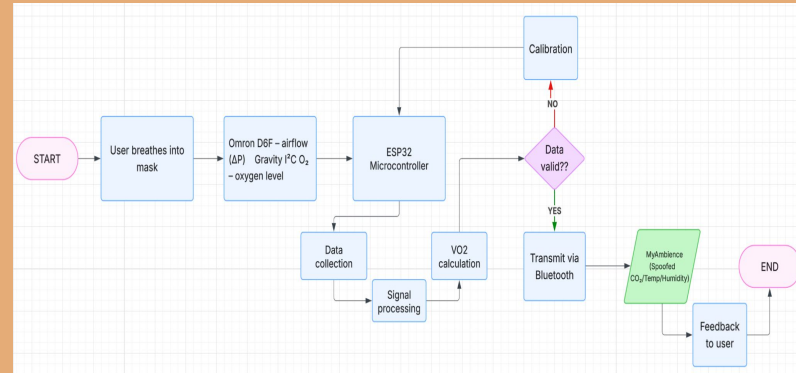 START
User breathes into
mask
Omron D6F – airflow
(ΔP) Gravity I²C O₂
– oxygen level
ESP32
Microcontroller
Calibration
NO
Data
valid??
YES
Data
collection
Signal
processing
VO2
calculation
Transmit via
Bluetooth
MyAmbience
(Spoofed
CO₂/Temp/Humidity)
Feedback
to user
END